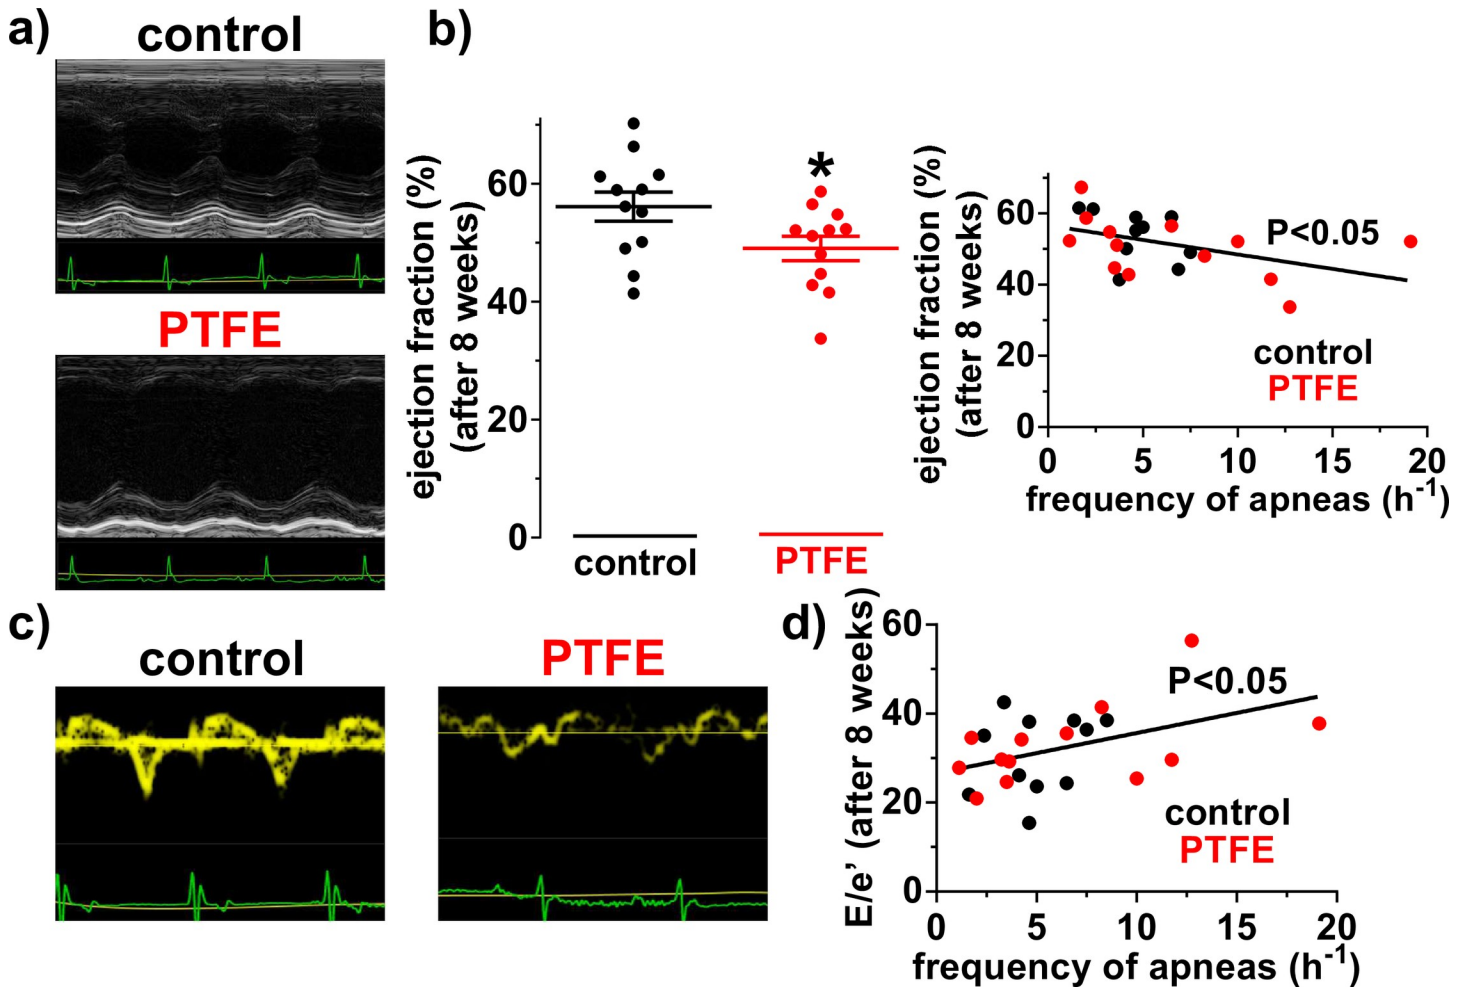 a)
control
PTFE
b)
ejection fraction (%)
(after 8 weeks)
60
40
20
0
*
control
PTFE
ejection fraction (%)
(after 8 weeks)
60
40
20
0
P<0.05
control
PTFE
0 5 10 15 20
frequency of apneas (h-1)
c)
control
PTFE
d)
E/e’ (after 8 weeks)
60
40
20
0
P<0.05
control
PTFE
0 5 10 15 20
frequency of apneas (h-1)